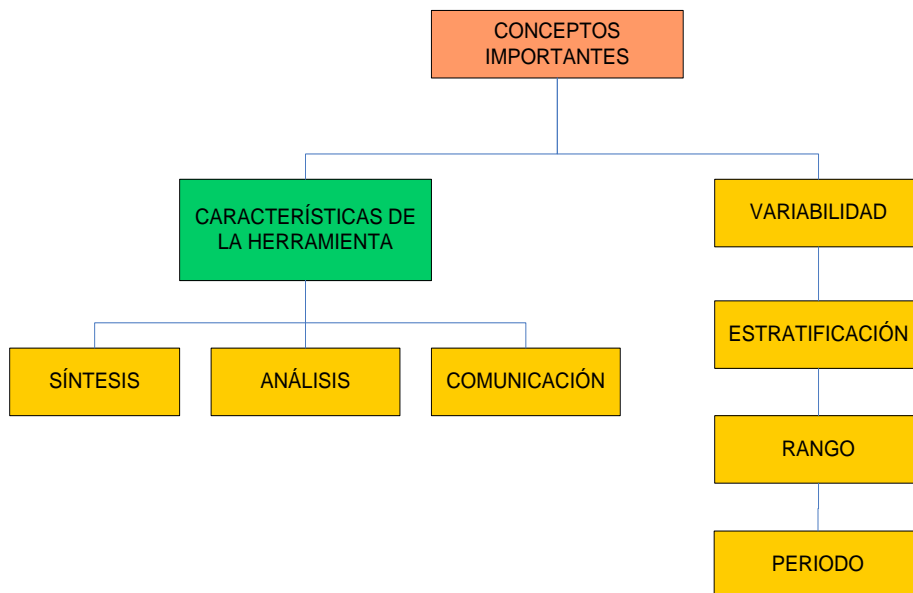 CONCEPTOS
IMPORTANTES
CARACTERÍSTICAS DE
LA HERRAMIENTA
VARIABILIDAD
ESTRATIFICACIÓN
SÍNTESIS
ANÁLISIS
COMUNICACIÓN
RANGO
PERIODO